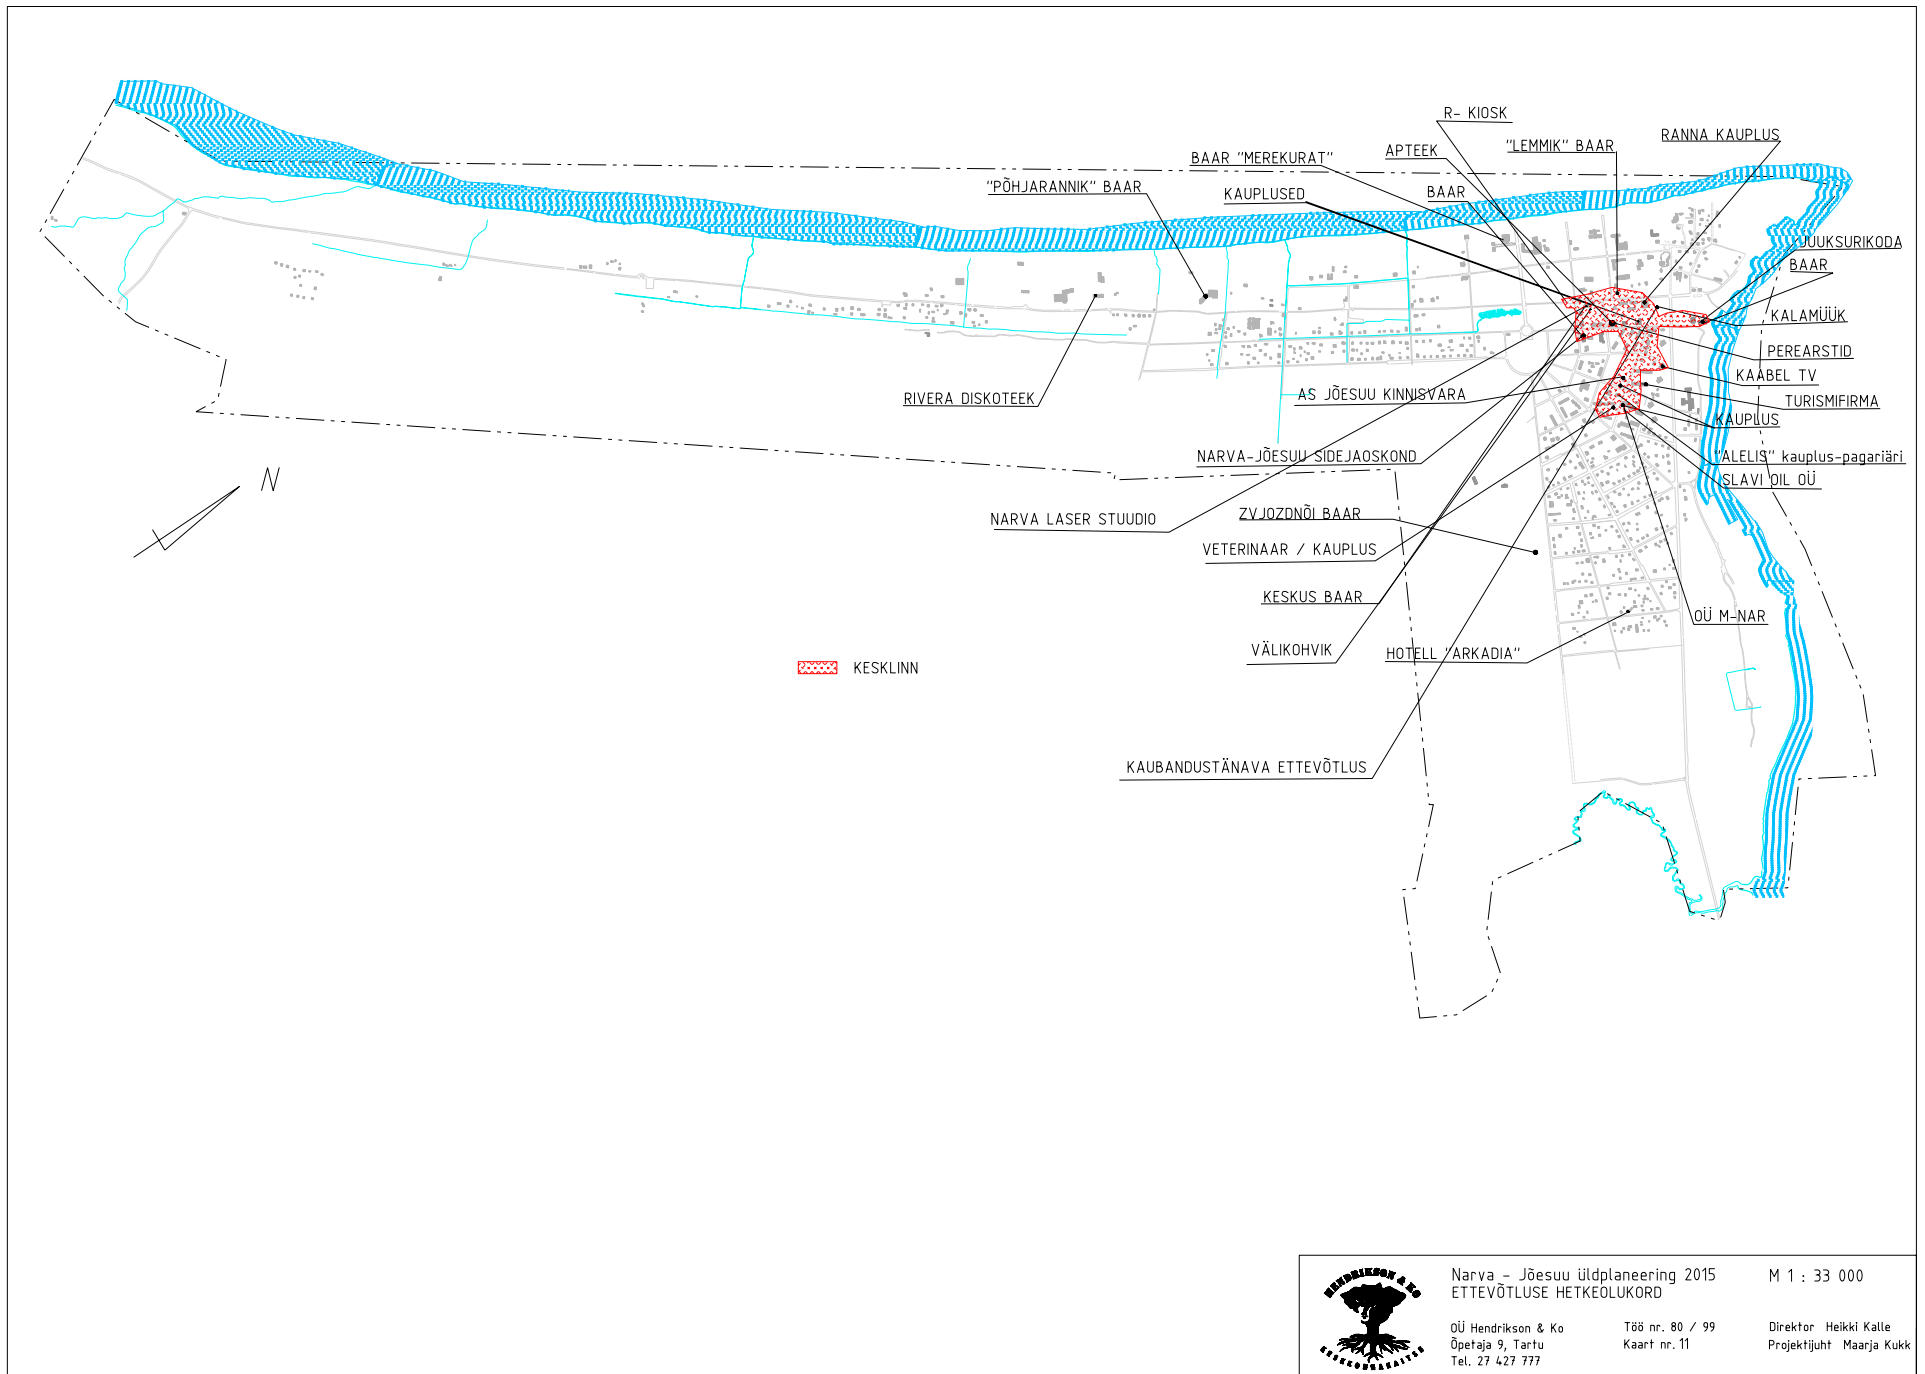 R- KIOSK
RANNA KAUPLUS
"LEMMIK" BAAR
APTEEK
BAAR "MEREKURAT"
"PÕHJARANNIK" BAAR
KAUPLUSED
BAAR
JUUKSURIKODA
BAAR
KALAMÜÜK
PEREARSTID
KAABEL TV
TURISMIFIRMA
KAUPLUS
RIVERA DISKOTEEK
AS JÕESUU KINNISVARA
NARVA-JÕESUU SIDEJAOSKOND
"ALELIS" kauplus-pagariäri
SLAVI OIL OÜ
N
NARVA LASER STUUDIO
ZVJOZDNÕI BAAR
VETERINAAR / KAUPLUS
KESKUS BAAR
OÜ M-NAR
VÄLIKOHVIK
HOTELL "ARKADIA"
KESKLINN
KAUBANDUSTÄNAVA ETTEVÕTLUS
HENDRIKSON & KO
KESKKONNAKAITSE
Narva - Jõesuu üldplaneering 2015
M 1 : 33 000
ETTEVÕTLUSE HETKEOLUKORD
OÜ Hendrikson & Ko
Töö nr. 80 / 99
Direktor Heikki Kalle
Õpetaja 9, Tartu
Kaart nr. 11
Projektijuht Maarja Kukk
Tel. 27 427 777